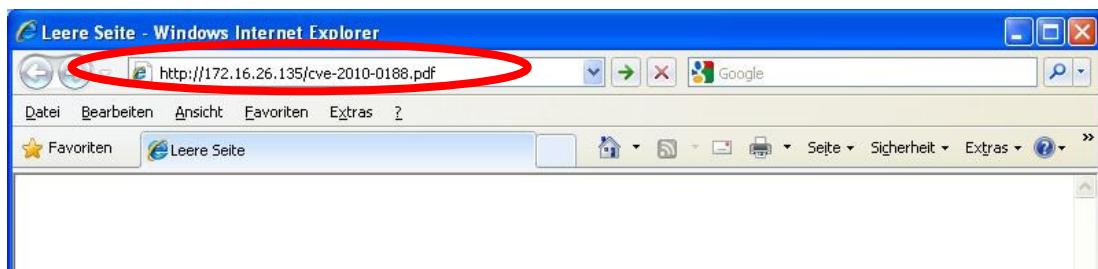 Leere Seite - Windows Internet Explorer
http://172.16.26.135/cve-2010-0188.pdf Google
Datei Bearbeiten Ansicht Favoriten Extras ?
Favoriten Leere Seite Seite Sicherheit Extras